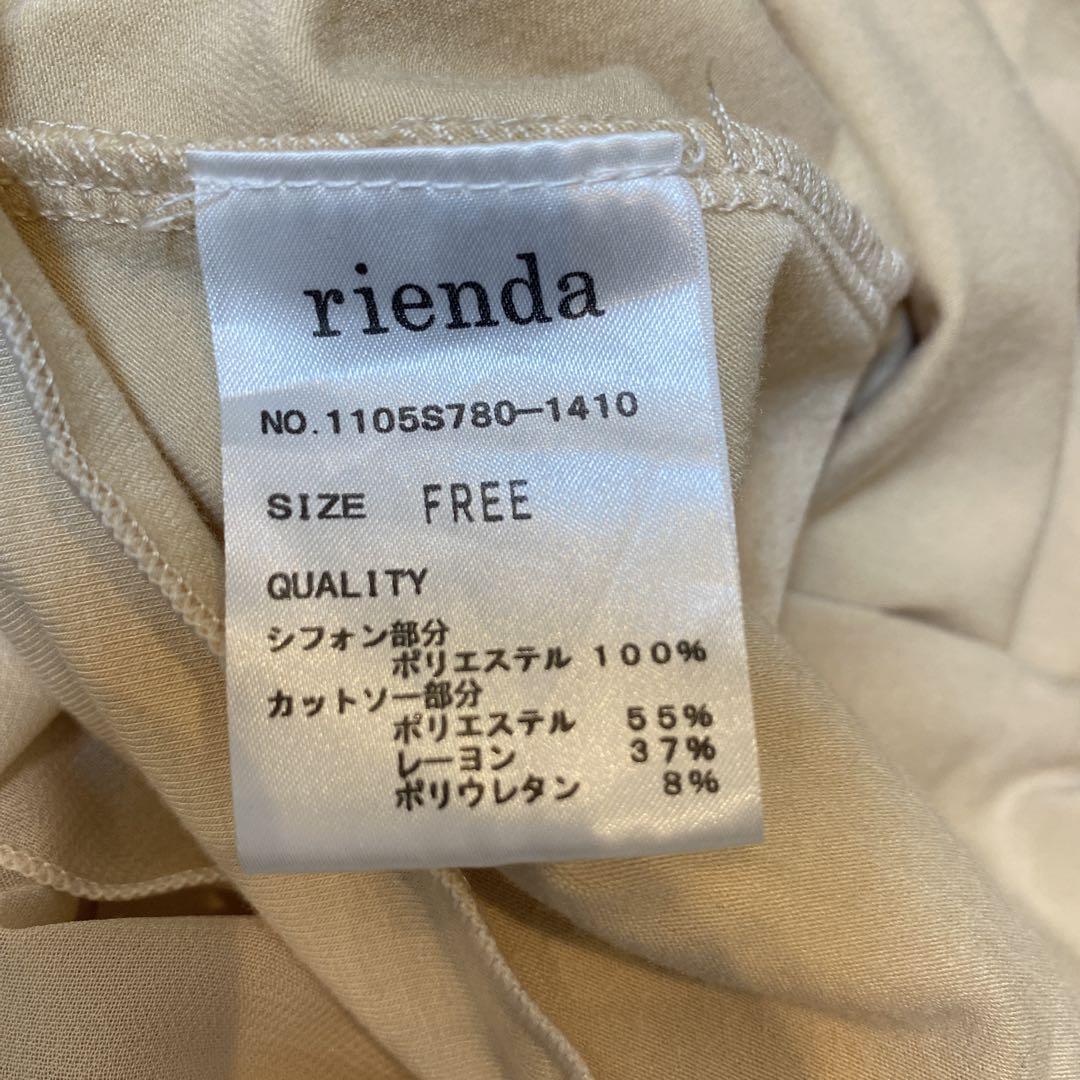 rienda
NO.1105S780-1410
SIZE FREE
QUALITY
シフォン部分
ポリエステル 100%
カットソー部分
ポリエステル 55%
レーヨン 37%
ポリウレタン 8%